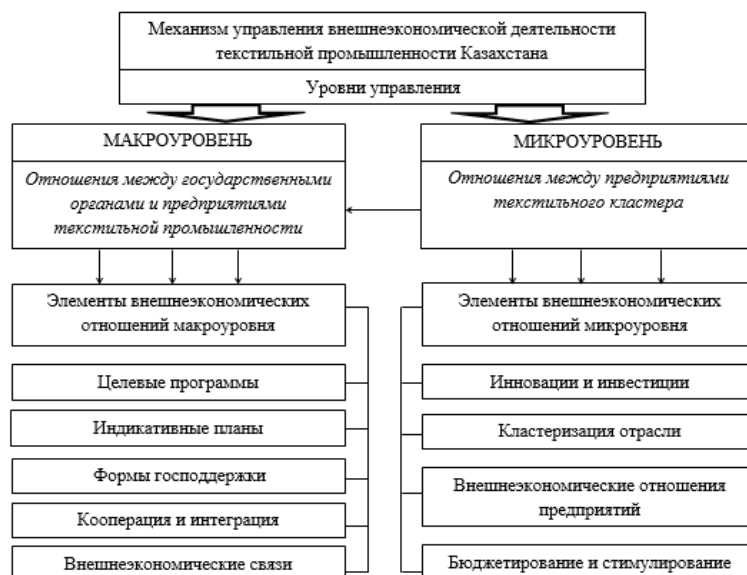 Механизм управления внешнеэкономической деятельности
текстильной промышленности Казахстана
Уровни управления
МАКРОУРОВЕНЬ
Отношения между государственными
органами и предприятиями
текстильной промышленности
МИКРОУРОВЕНЬ
Отношения между предприятиями
текстильного кластера
Элементы внешнеэкономических
отношений макроуровня
Целевые программы
Индикативные планы
Формы господдержки
Кооперация и интеграция
Внешнеэкономические связи
Элементы внешнеэкономических
отношений микроуровня
Инновации и инвестиции
Кластеризация отрасли
Внешнеэкономические отношения
предприятий
Бюджетирование и стимулирование